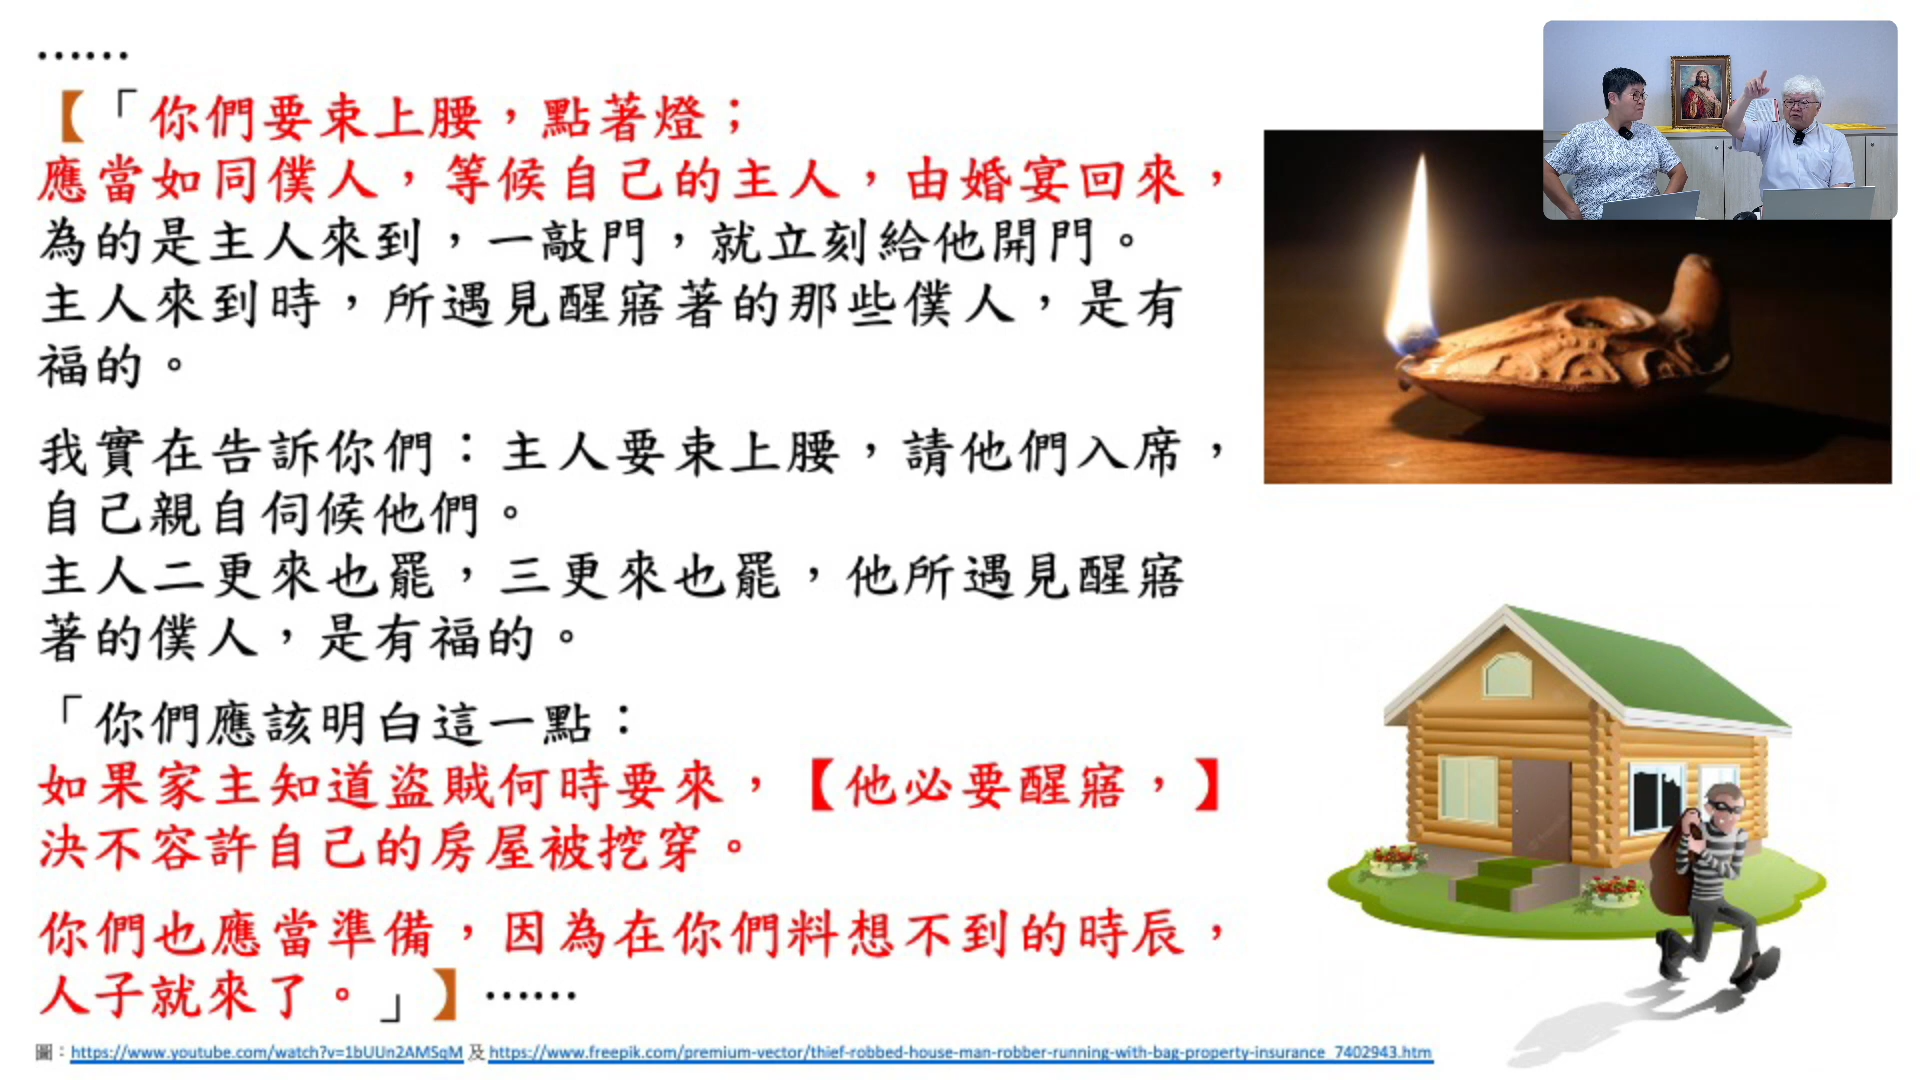 ……
【「你們要束上腰，點著燈；
應當如同僕人，等候自己的主人，由婚宴回來，
為的是主人來到，一敲門，就立刻給他開門。
主人來到時，所遇見醒寤著的那些僕人，是有
福的。
我實在告訴你們：主人要束上腰，請他們入席，
自己親自伺候他們。
主人二更來也罷，三更來也罷，他所遇見醒寤
著的僕人，是有福的。
「你們應該明白這一點：
如果家主知道盜賊何時要來，【他必要醒寤，】
決不容許自己的房屋被挖穿。
你們也應當準備，因為在你們料想不到的時辰，
人子就來了。」】……
圖：https://www.youtube.com/watch?v=1bUUn2AMSqM 及 https://www.freepik.com/premium-vector/thief-robbed-house-man-robber-running-with-bag-property-insurance_7402943.htm